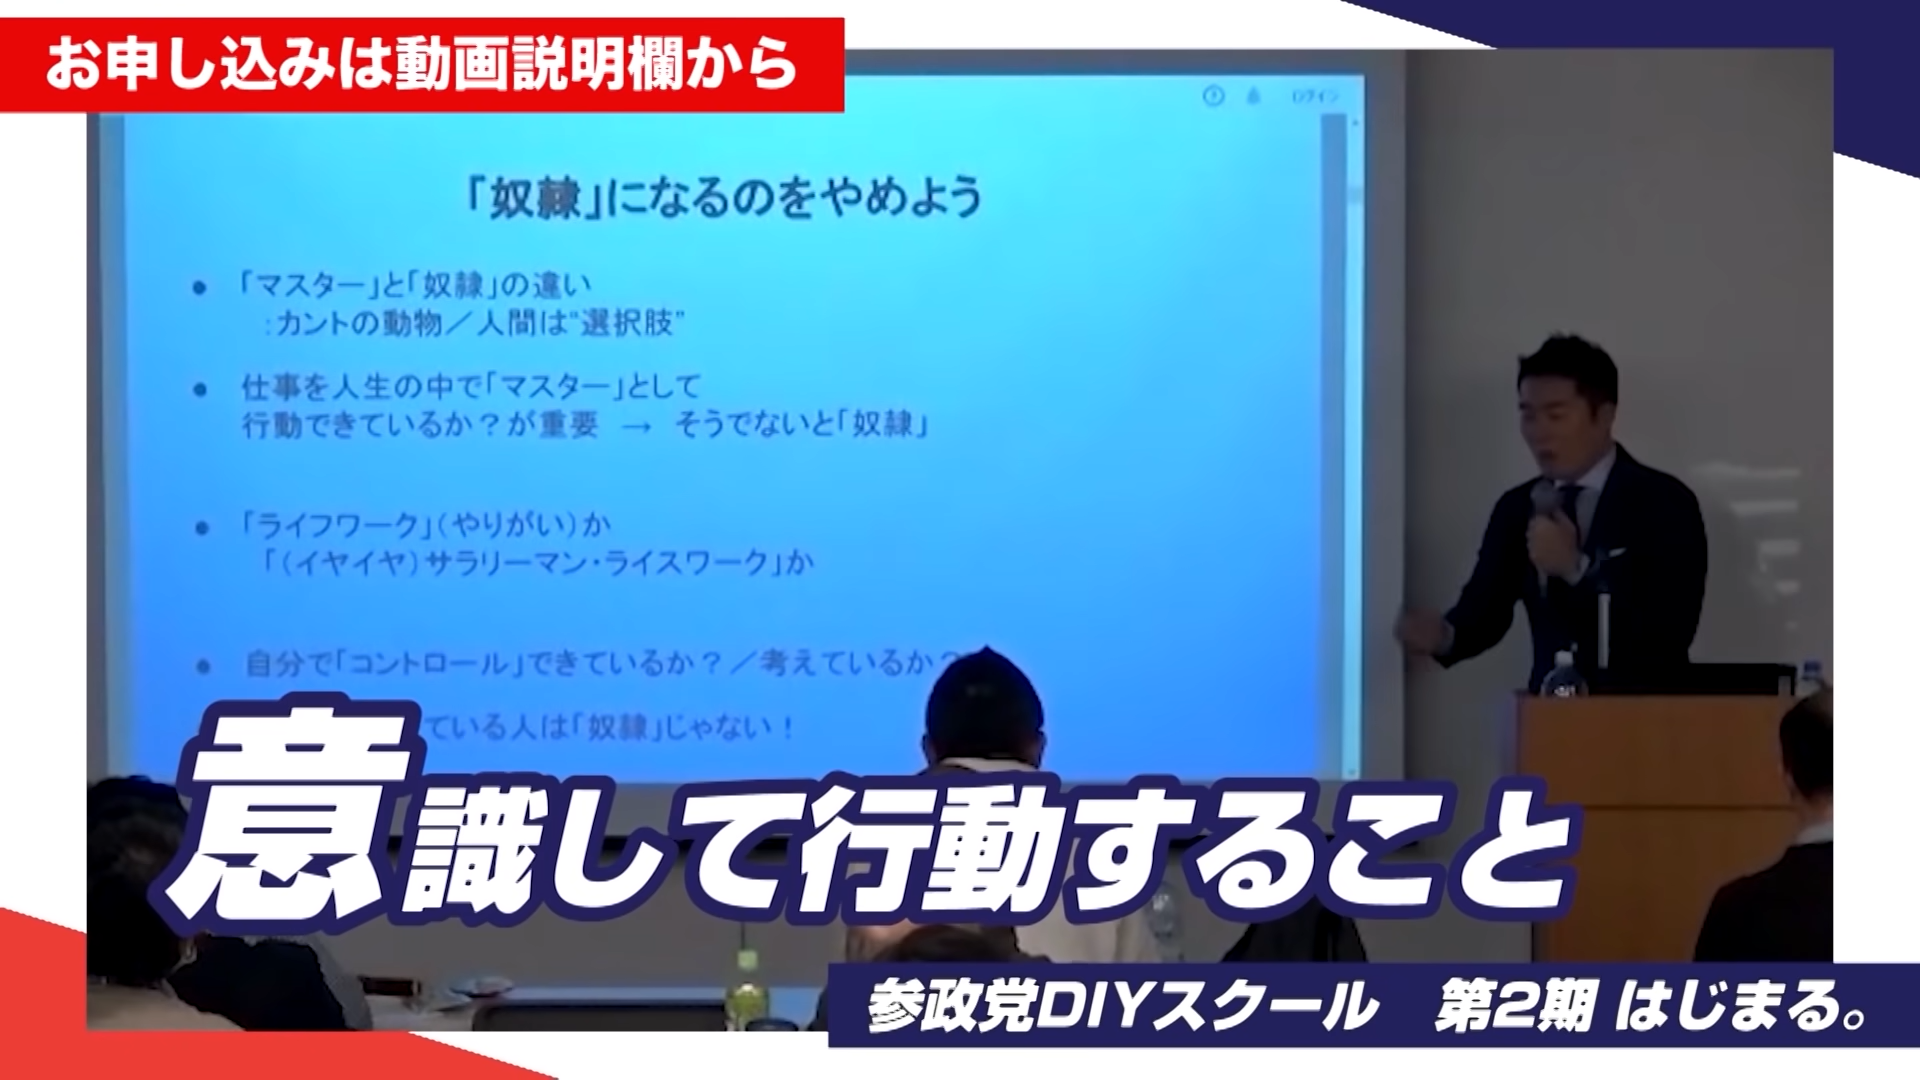 お申し込みは動画説明欄から
ログイン
「奴隷」になるのをやめよう
● 「マスター」と「奴隷」の違い
:カントの動物／人間は“選択肢”
● 仕事を人生の中で「マスター」として
行動できているか？が重要 → そうでないと「奴隷」
● 「ライフワーク」（やりがい）か
「（イヤイヤ）サラリーマン・ライスワーク」か
● 自分で「コントロール」できているか？／考えているか？
ている人は「奴隷」じゃない！
意識して行動すること
参政党DIYスクール 第2期 はじまる。